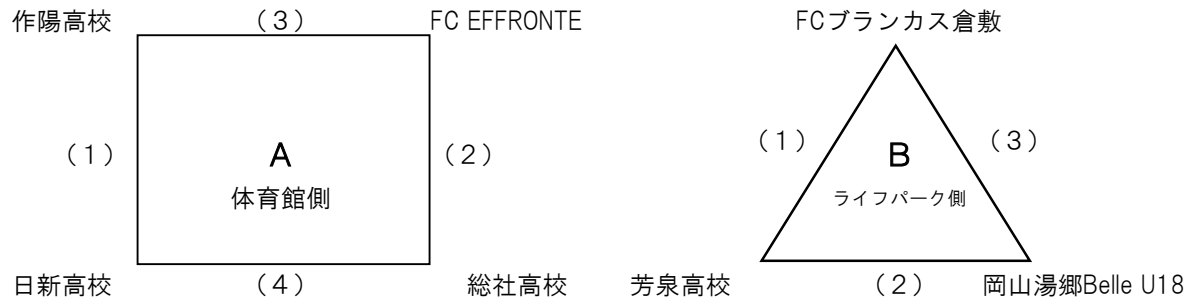 作陽高校 （３） FC EFFRONTE FCブランカス倉敷
（１） A （２） （１） B （３）
体育館側 ライフパーク側
日新高校 （４） 総社高校 芳泉高校 （２） 岡山湯郷Belle U18